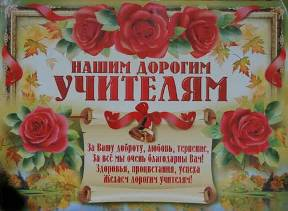 НАШИМ ДОРОГИМ
УЧИТЕЛЯМ
За Вашу доброту, любовь, терпение,
За всё мы очень благодарны Вам!
Здоровья, процветания, успеха
Желаем дорогим учителям!